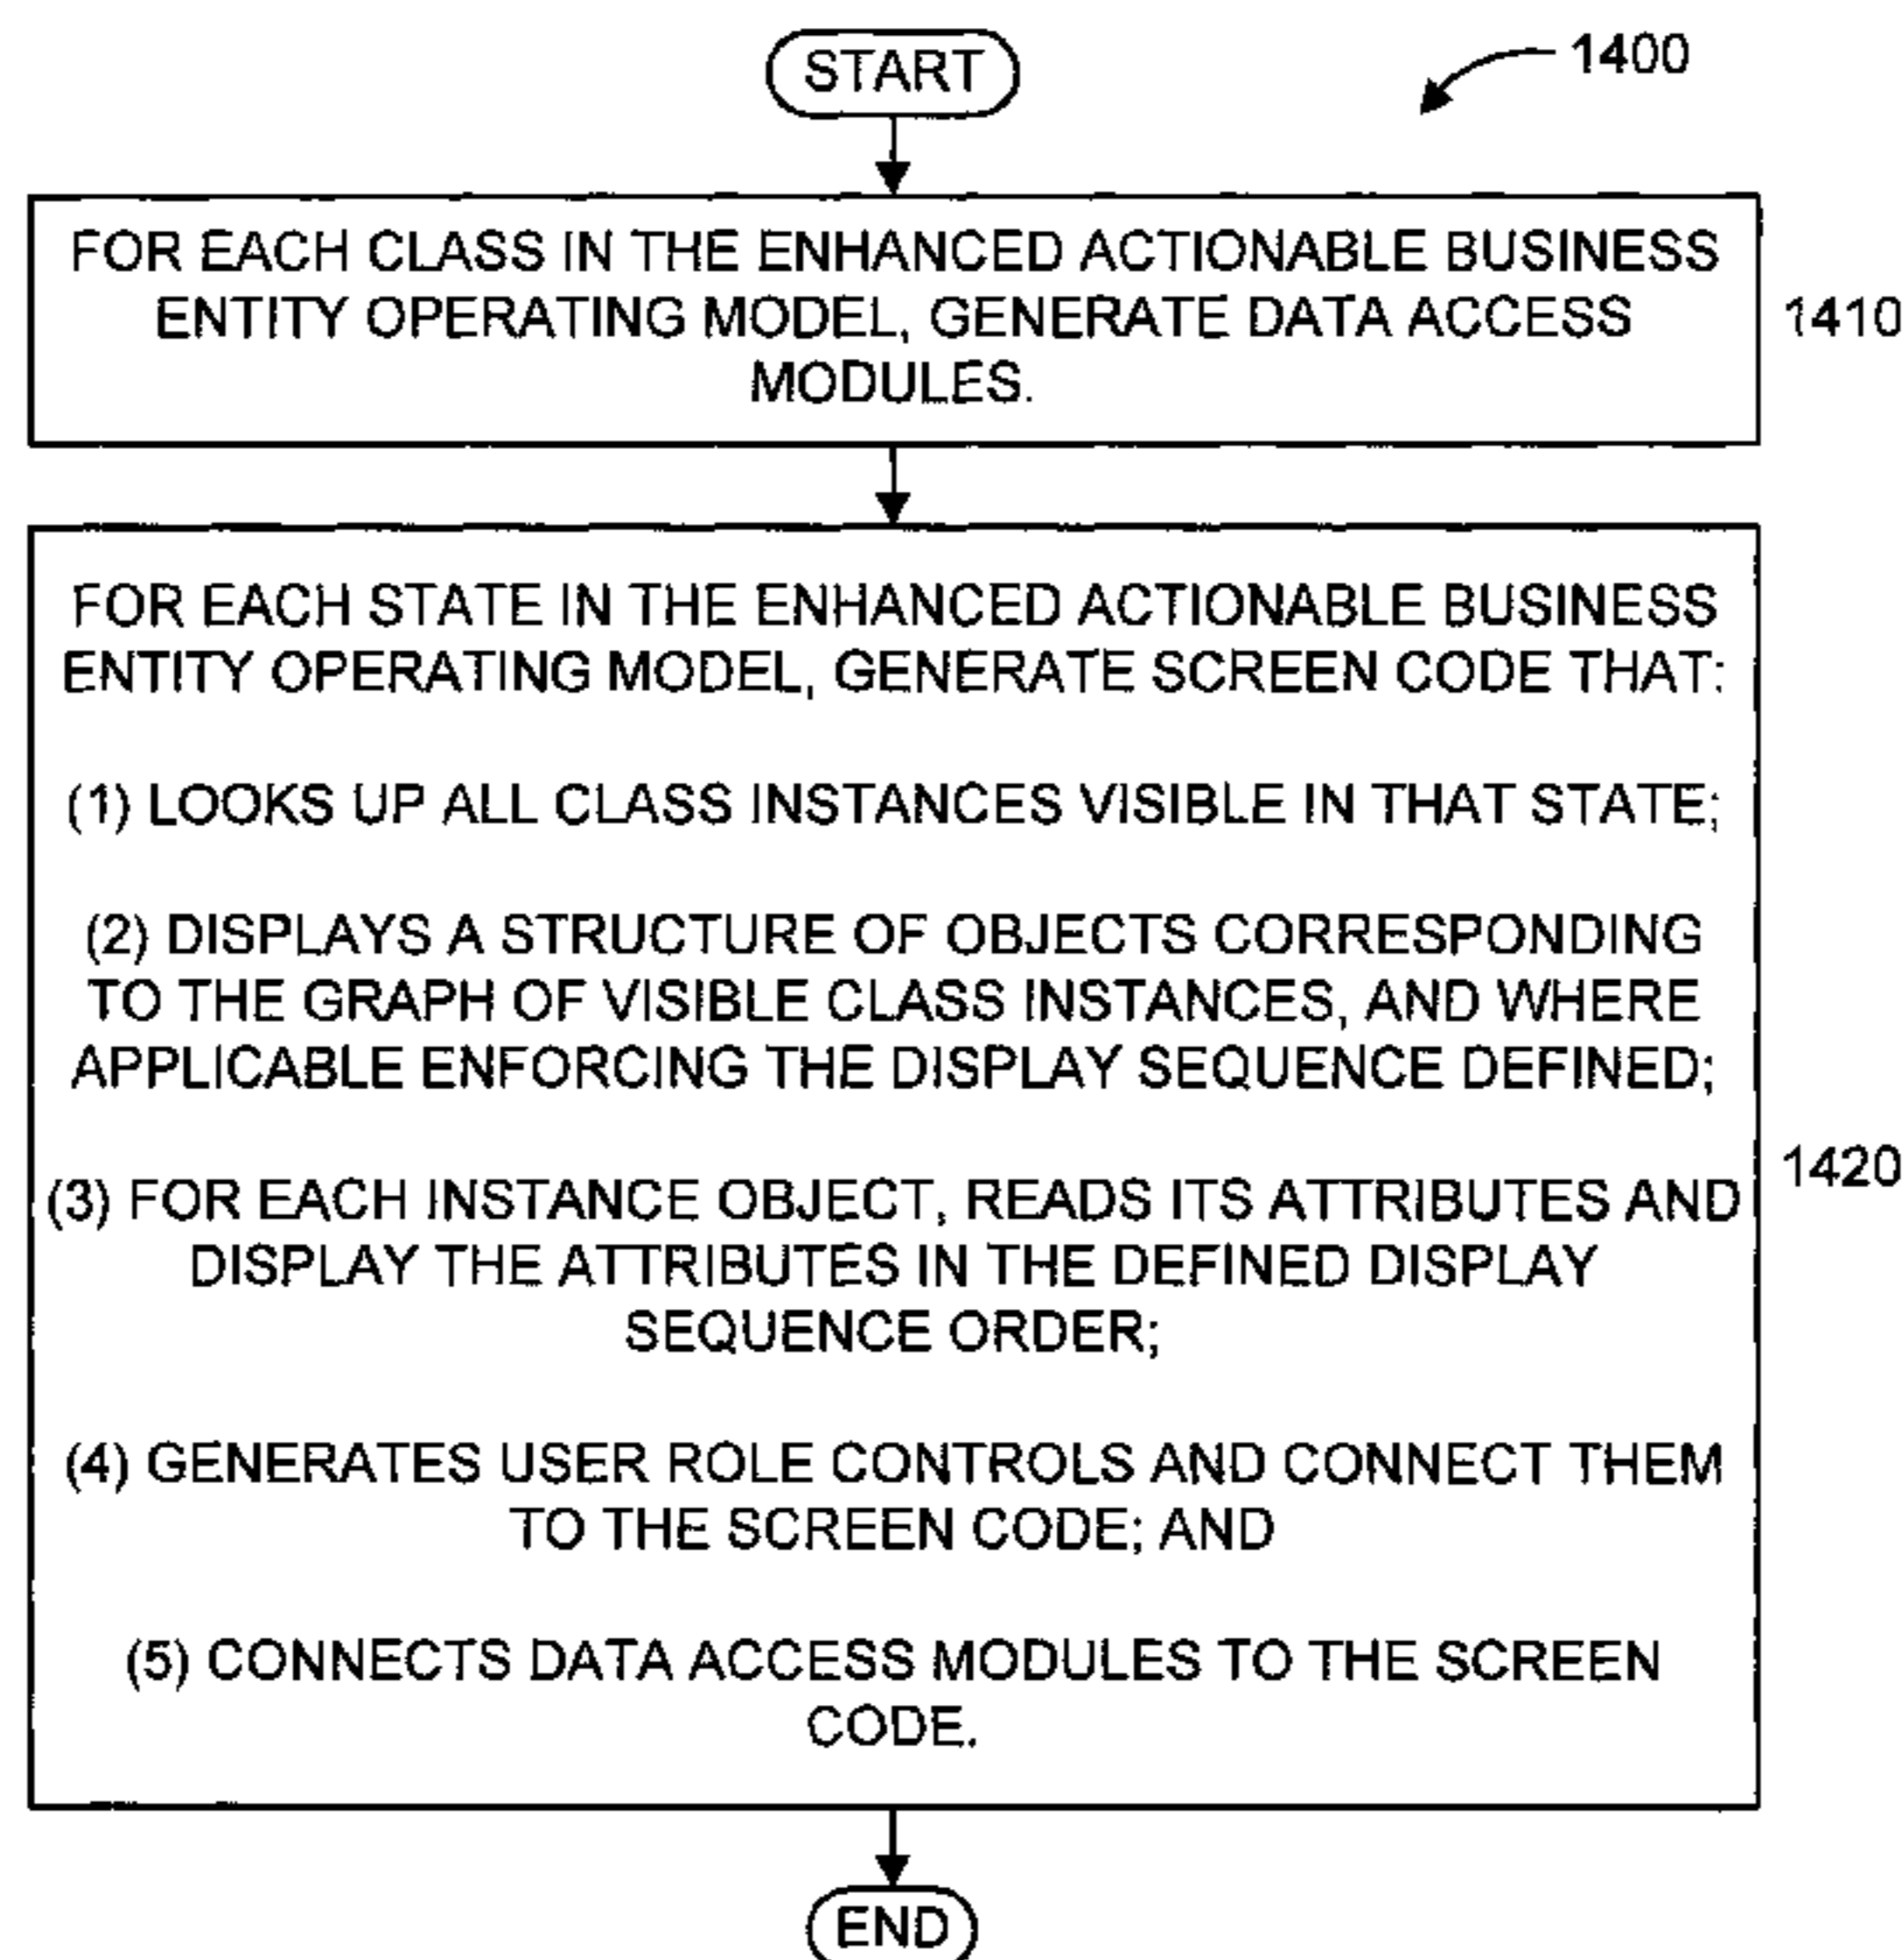 START
1400
FOR EACH CLASS IN THE ENHANCED ACTIONABLE BUSINESS
ENTITY OPERATING MODEL, GENERATE DATA ACCESS
MODULES.
1410
FOR EACH STATE IN THE ENHANCED ACTIONABLE BUSINESS
ENTITY OPERATING MODEL, GENERATE SCREEN CODE THAT:
(1) LOOKS UP ALL CLASS INSTANCES VISIBLE IN THAT STATE;
(2) DISPLAYS A STRUCTURE OF OBJECTS CORRESPONDING
TO THE GRAPH OF VISIBLE CLASS INSTANCES, AND WHERE
APPLICABLE ENFORCING THE DISPLAY SEQUENCE DEFINED;
(3) FOR EACH INSTANCE OBJECT, READS ITS ATTRIBUTES AND
DISPLAY THE ATTRIBUTES IN THE DEFINED DISPLAY
SEQUENCE ORDER;
(4) GENERATES USER ROLE CONTROLS AND CONNECT THEM
TO THE SCREEN CODE; AND
(5) CONNECTS DATA ACCESS MODULES TO THE SCREEN
CODE.
1420
END